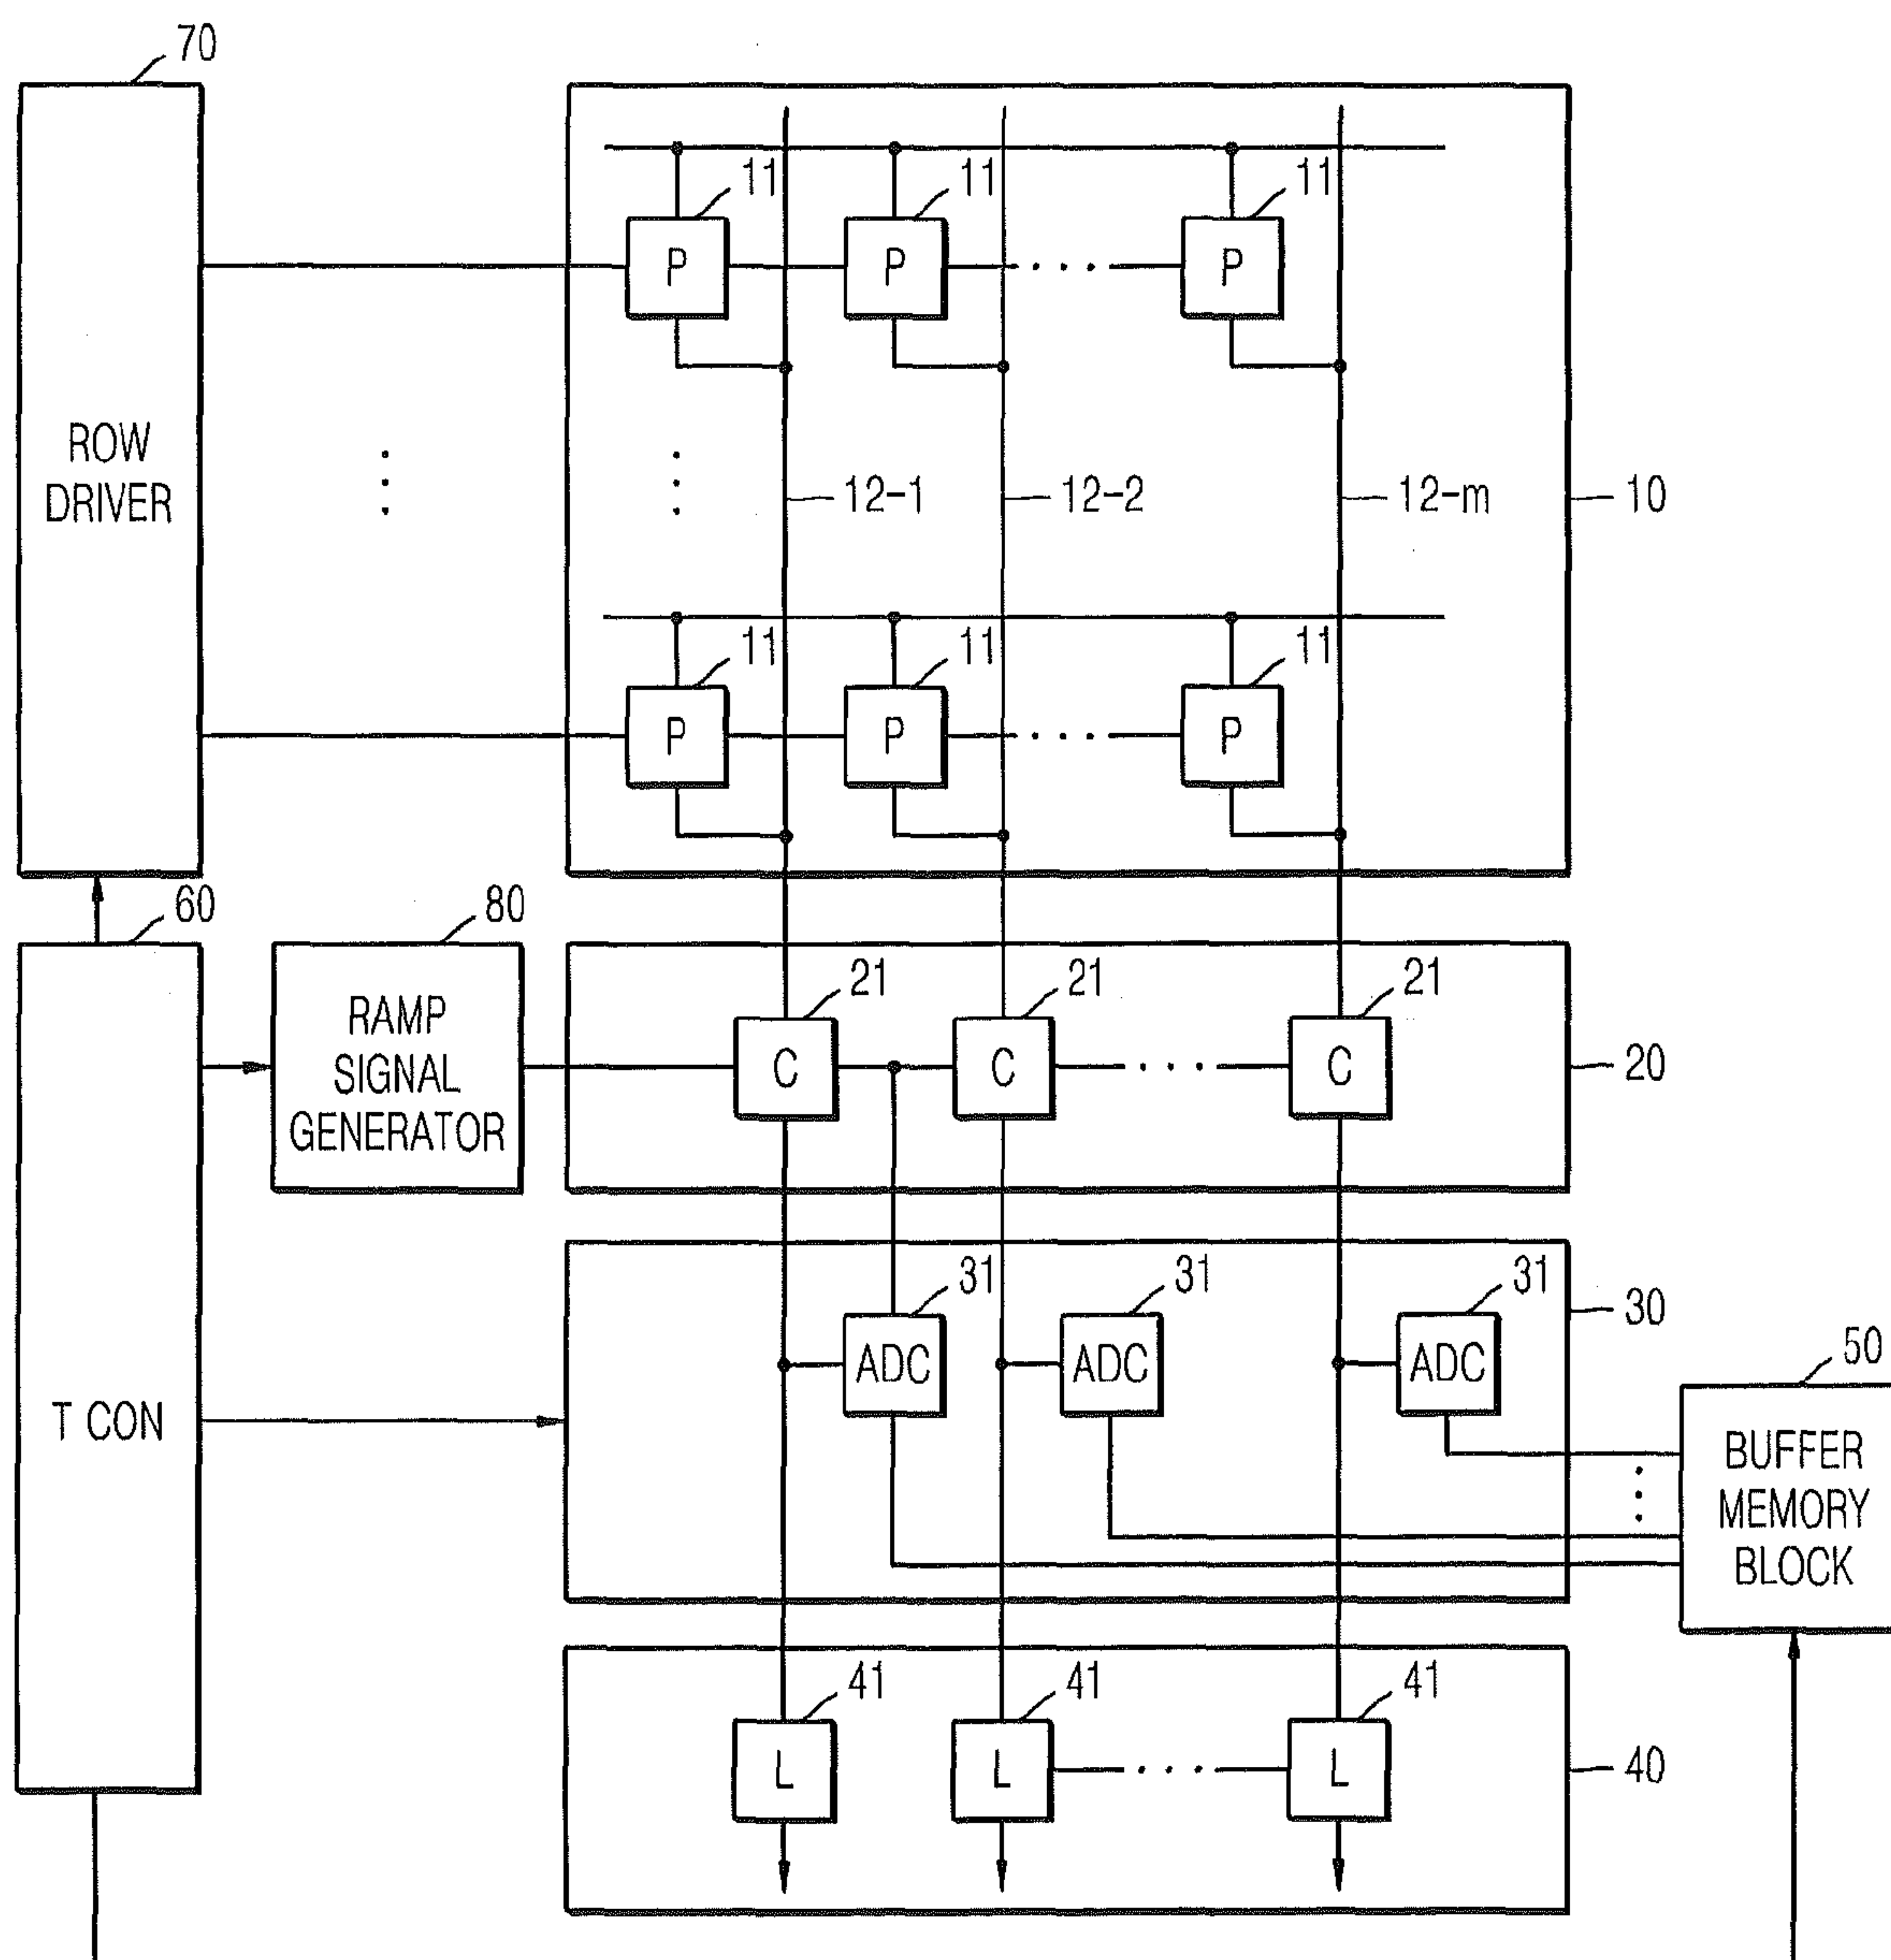 70
11 11 11
P P P
ROW
DRIVER
12-1 12-2 12-m 10
11 11 11
P P P
60 80
21 21 21
RAMP
SIGNAL
GENERATOR
C C C
20
31 31 31
30
ADC ADC ADC
50
T CON
BUFFER
MEMORY
BLOCK
41 41 41
L L L
40